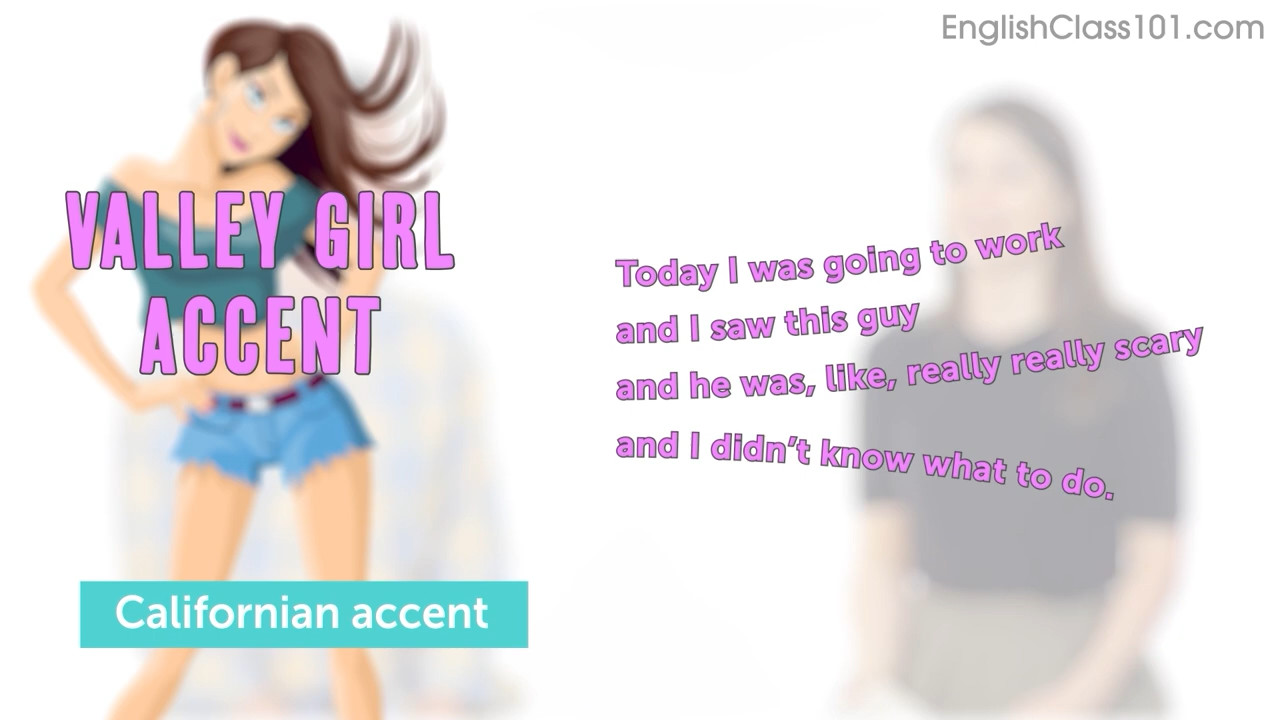 EnglishClass101.com
VALLEY GIRL
ACCENT
Today I was going to work
and I saw this guy
and he was, like, really really scary
and I didn't know what to do.
Californian accent